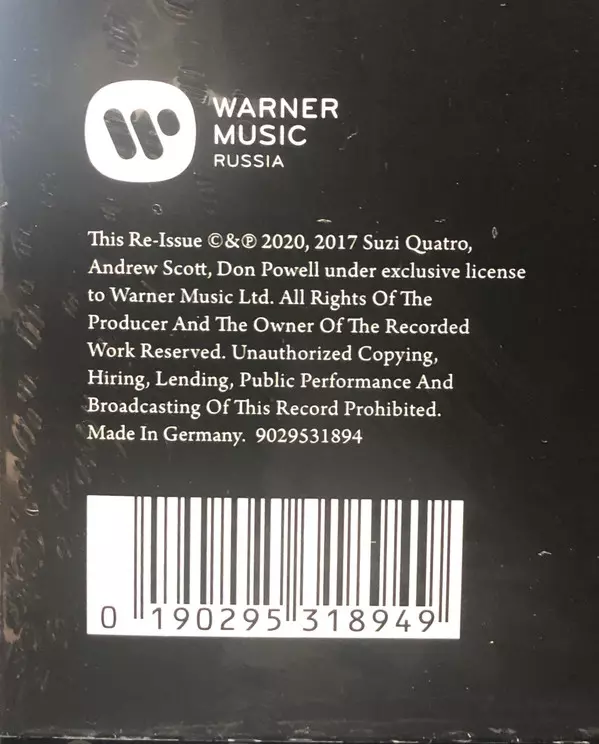 WARNER
MUSIC
RUSSIA
This Re-Issue ©&℗ 2020, 2017 Suzi Quatro,
Andrew Scott, Don Powell under exclusive license
to Warner Music Ltd. All Rights Of The
Producer And The Owner Of The Recorded
Work Reserved. Unauthorized Copying,
Hiring, Lending, Public Performance And
Broadcasting Of This Record Prohibited.
Made In Germany. 9029531894
0 190295 318949